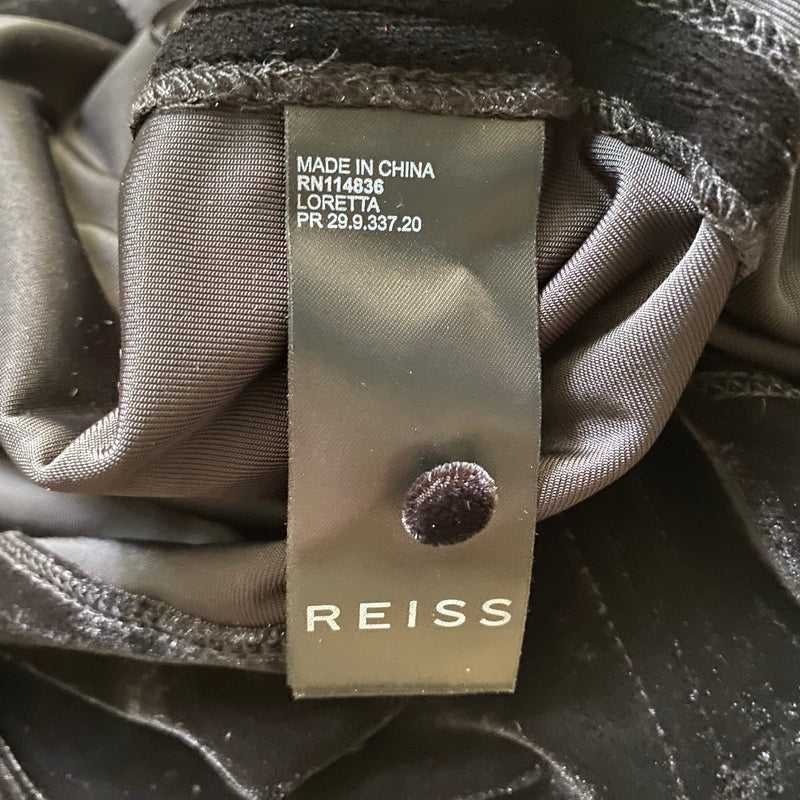 MADE IN CHINA
RN114836
LORETTA
PR 29.9.337.20
REISS